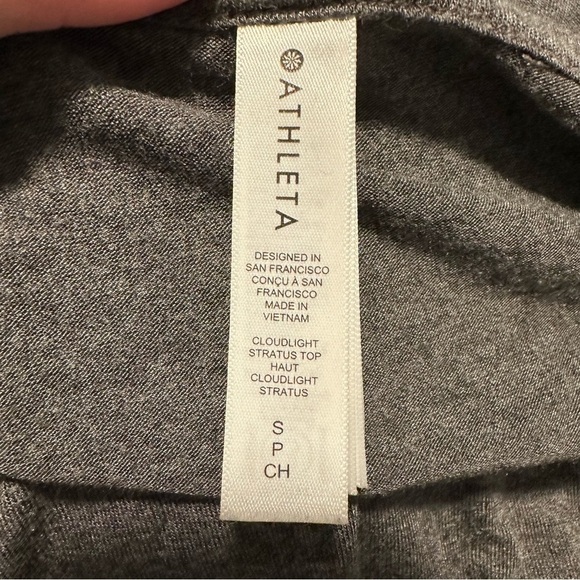 ATHLETA
DESIGNED IN
SAN FRANCISCO
CONÇU À SAN
FRANCISCO
MADE IN
VIETNAM
CLOUDLIGHT
STRATUS TOP
HAUT
CLOUDLIGHT
STRATUS
S
P
CH